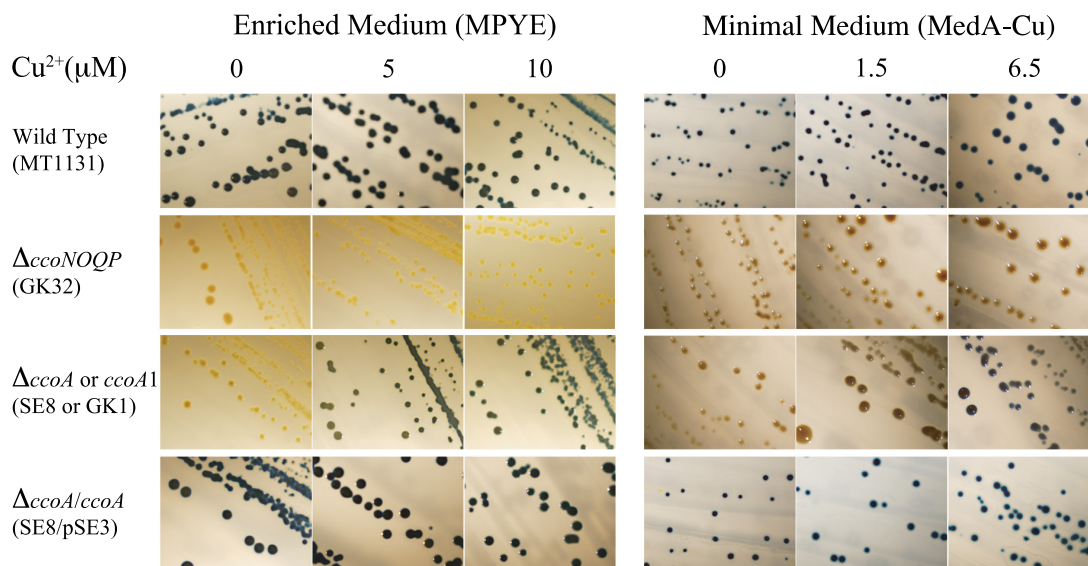 Enriched Medium (MPYE) Minimal Medium (MedA-Cu)
Cu²⁺(μM) 0 5 10 0 1.5 6.5
Wild Type
(MT1131)
ΔccoNOQP
(GK32)
ΔccoA or ccoA1
(SE8 or GK1)
ΔccoA/ccoA
(SE8/pSE3)